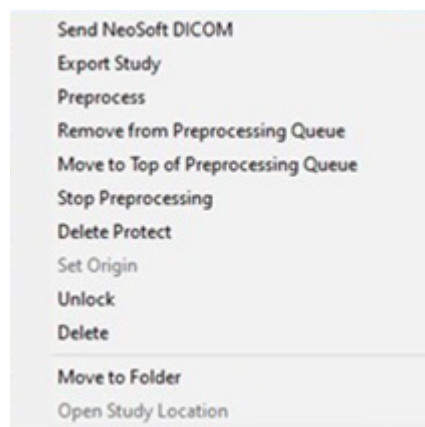 Send NeoSoft DICOM
Export Study
Preprocess
Remove from Preprocessing Queue
Move to Top of Preprocessing Queue
Stop Preprocessing
Delete Protect
Set Origin
Unlock
Delete
Move to Folder
Open Study Location